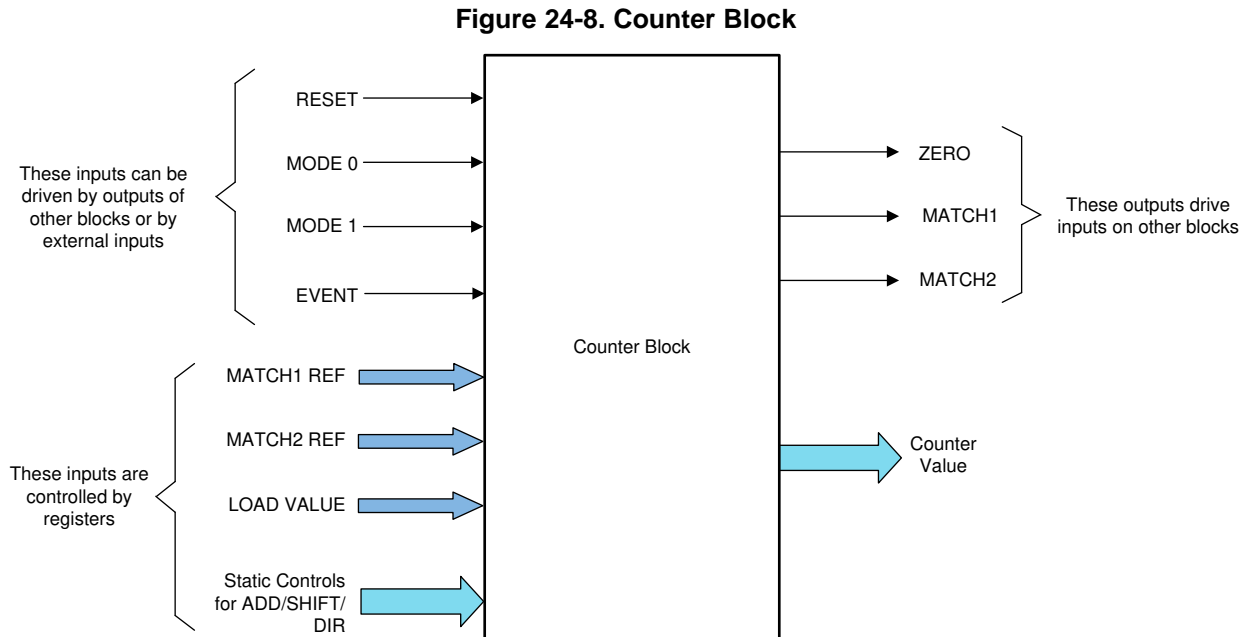 Figure 24-8. Counter Block
These inputs can be
driven by outputs of
other blocks or by
external inputs
RESET
MODE 0
MODE 1
EVENT
These inputs are
controlled by
registers
MATCH1 REF
MATCH2 REF
LOAD VALUE
Static Controls
for ADD/SHIFT/
DIR
Counter Block
ZERO
MATCH1
MATCH2
These outputs drive
inputs on other blocks
Counter
Value